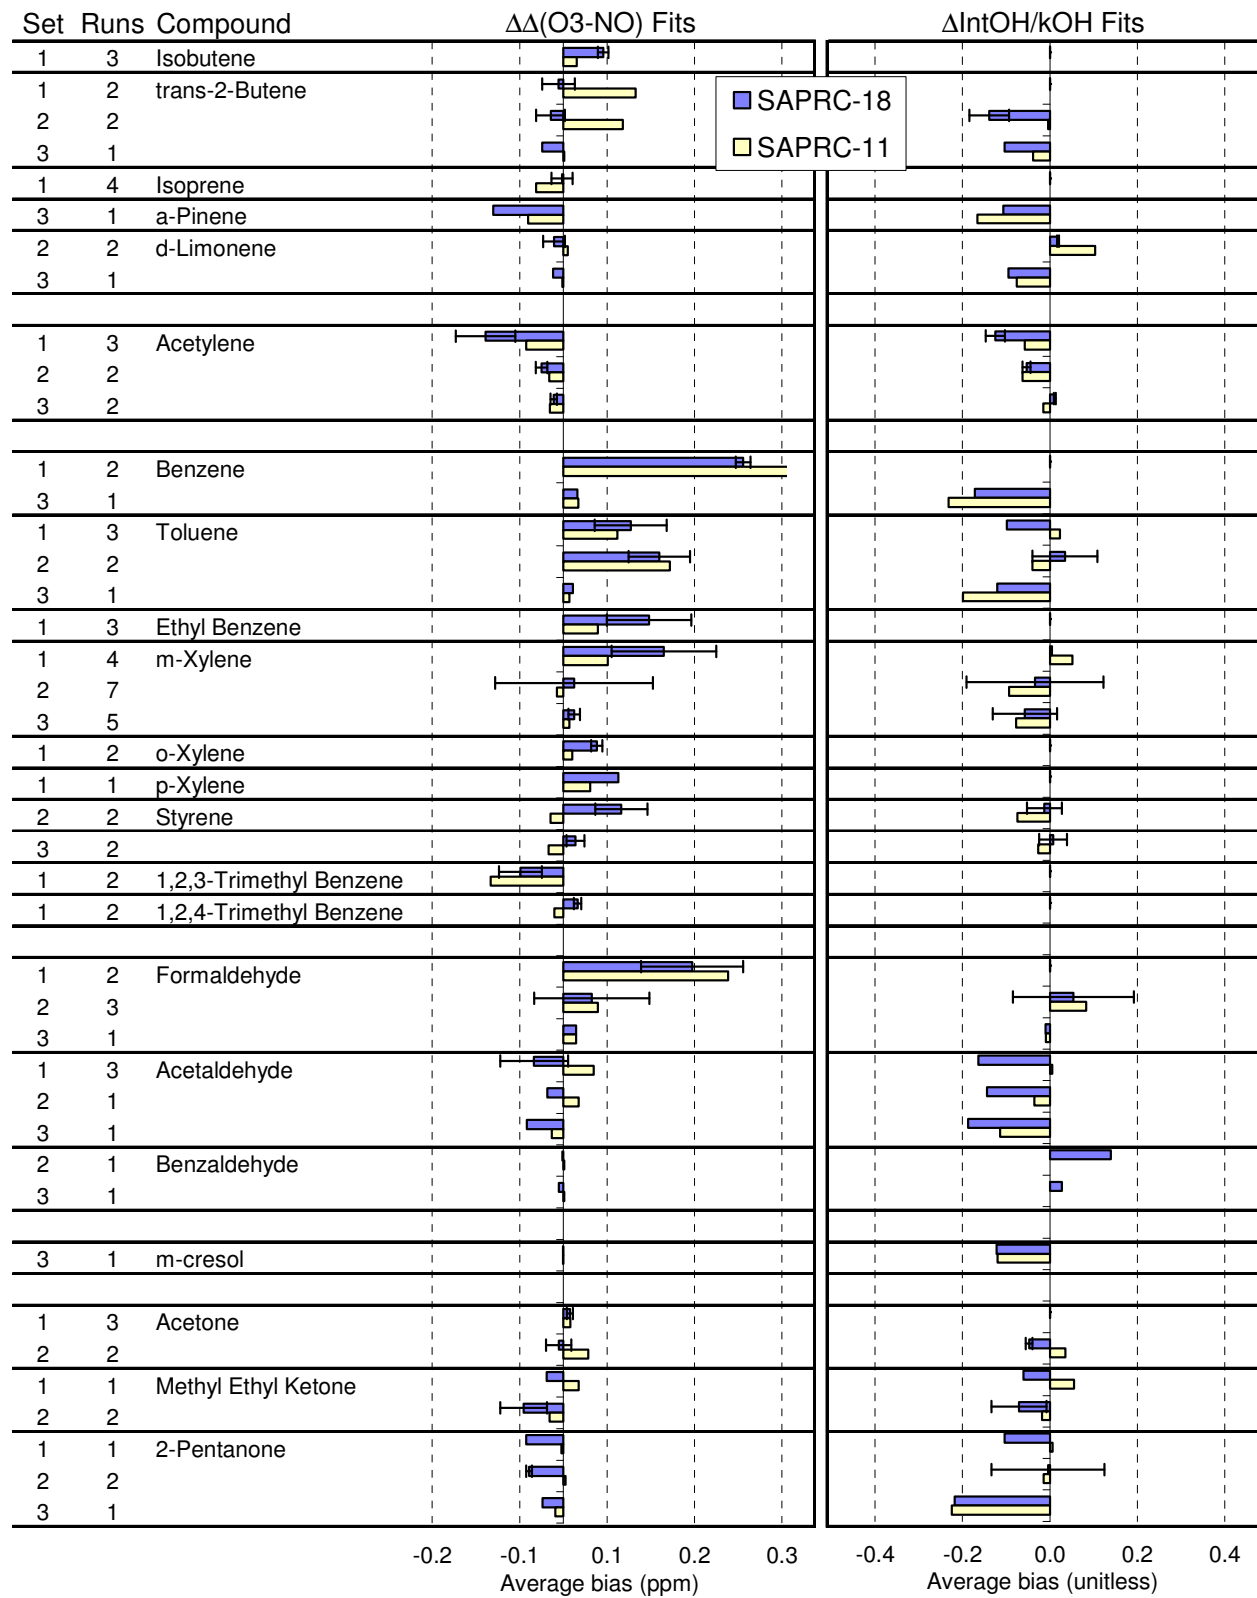 Set Runs Compound ΔΔ(O3-NO) Fits ΔIntOH/kOH Fits
1 3 Isobutene
1 2 trans-2-Butene
SAPRC-18
2 2
SAPRC-11
3 1
1 4 Isoprene
3 1 a-Pinene
2 2 d-Limonene
3 1
1 3 Acetylene
2 2
3 2
1 2 Benzene
3 1
1 3 Toluene
2 2
3 1
1 3 Ethyl Benzene
1 4 m-Xylene
2 7
3 5
1 2 o-Xylene
1 1 p-Xylene
2 2 Styrene
3 2
1 2 1,2,3-Trimethyl Benzene
1 2 1,2,4-Trimethyl Benzene
1 2 Formaldehyde
2 3
3 1
1 3 Acetaldehyde
2 1
3 1
2 1 Benzaldehyde
3 1
3 1 m-cresol
1 3 Acetone
2 2
1 1 Methyl Ethyl Ketone
2 2
1 1 2-Pentanone
2 2
3 1
-0.2 -0.1 0.1 0.2 0.3 -0.4 -0.2 0.0 0.2 0.4
Average bias (ppm) Average bias (unitless)